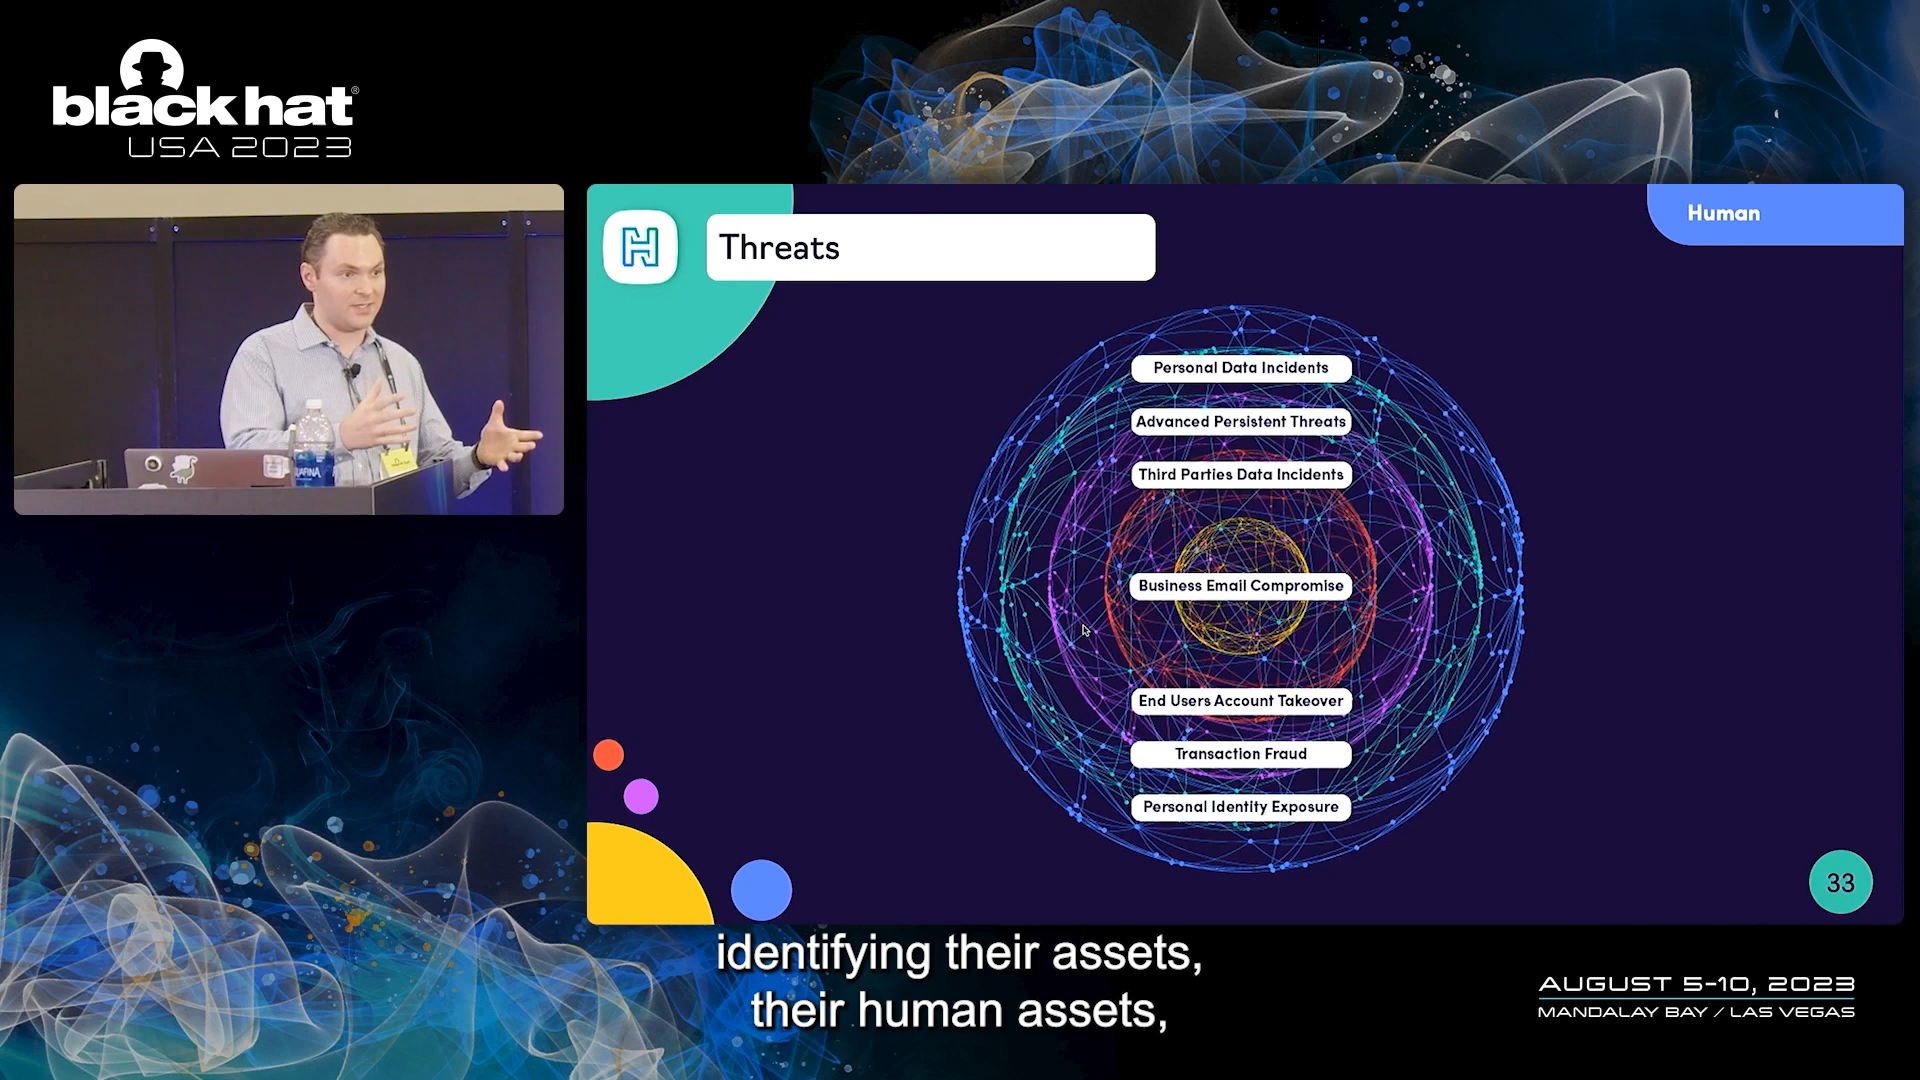 black hat®
USA 2023
Threats
Human
Personal Data Incidents
Advanced Persistent Threats
Third Parties Data Incidents
Business Email Compromise
End Users Account Takeover
Transaction Fraud
Personal Identity Exposure
33
identifying their assets,
their human assets,
AUGUST 5-10, 2023
MANDALAY BAY / LAS VEGAS